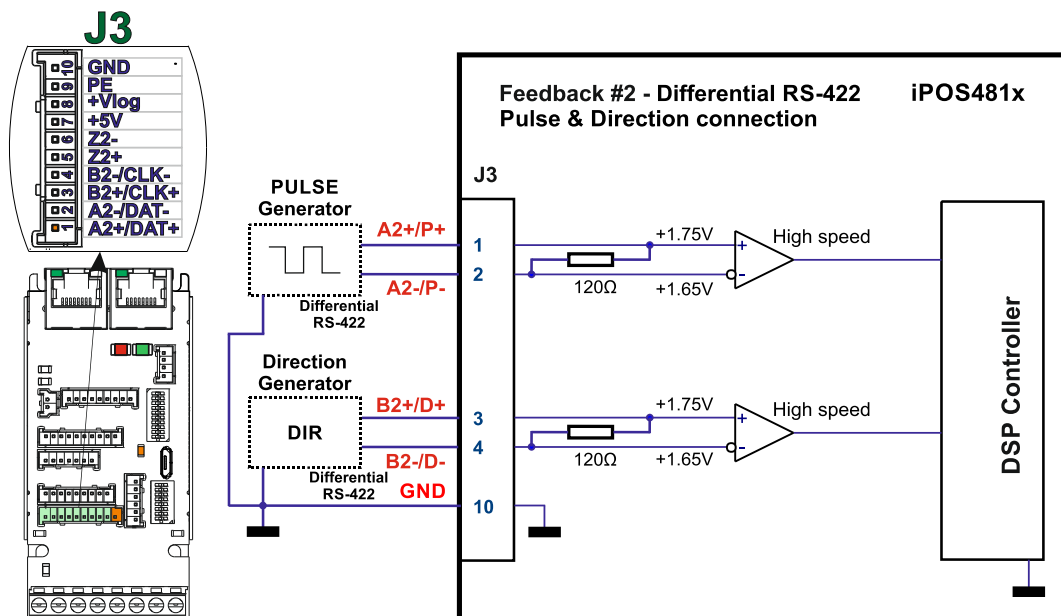 J3
10 GND
9 PE
8 +Vlog
7 +5V
6 Z2-
5 Z2+
4 B2-/CLK-
3 B2+/CLK+
2 A2-/DAT-
1 A2+/DAT+
Feedback #2 - Differential RS-422 iPOS481x
Pulse & Direction connection
J3
PULSE
Generator
A2+/P+
A2-/P-
Differential
RS-422
1
2
120Ω
+1.75V
+1.65V
+
-
High speed
Direction
Generator
DIR
B2+/D+
B2-/D-
Differential
RS-422
GND
3
4
10
120Ω
+1.75V
+1.65V
+
-
High speed
DSP Controller